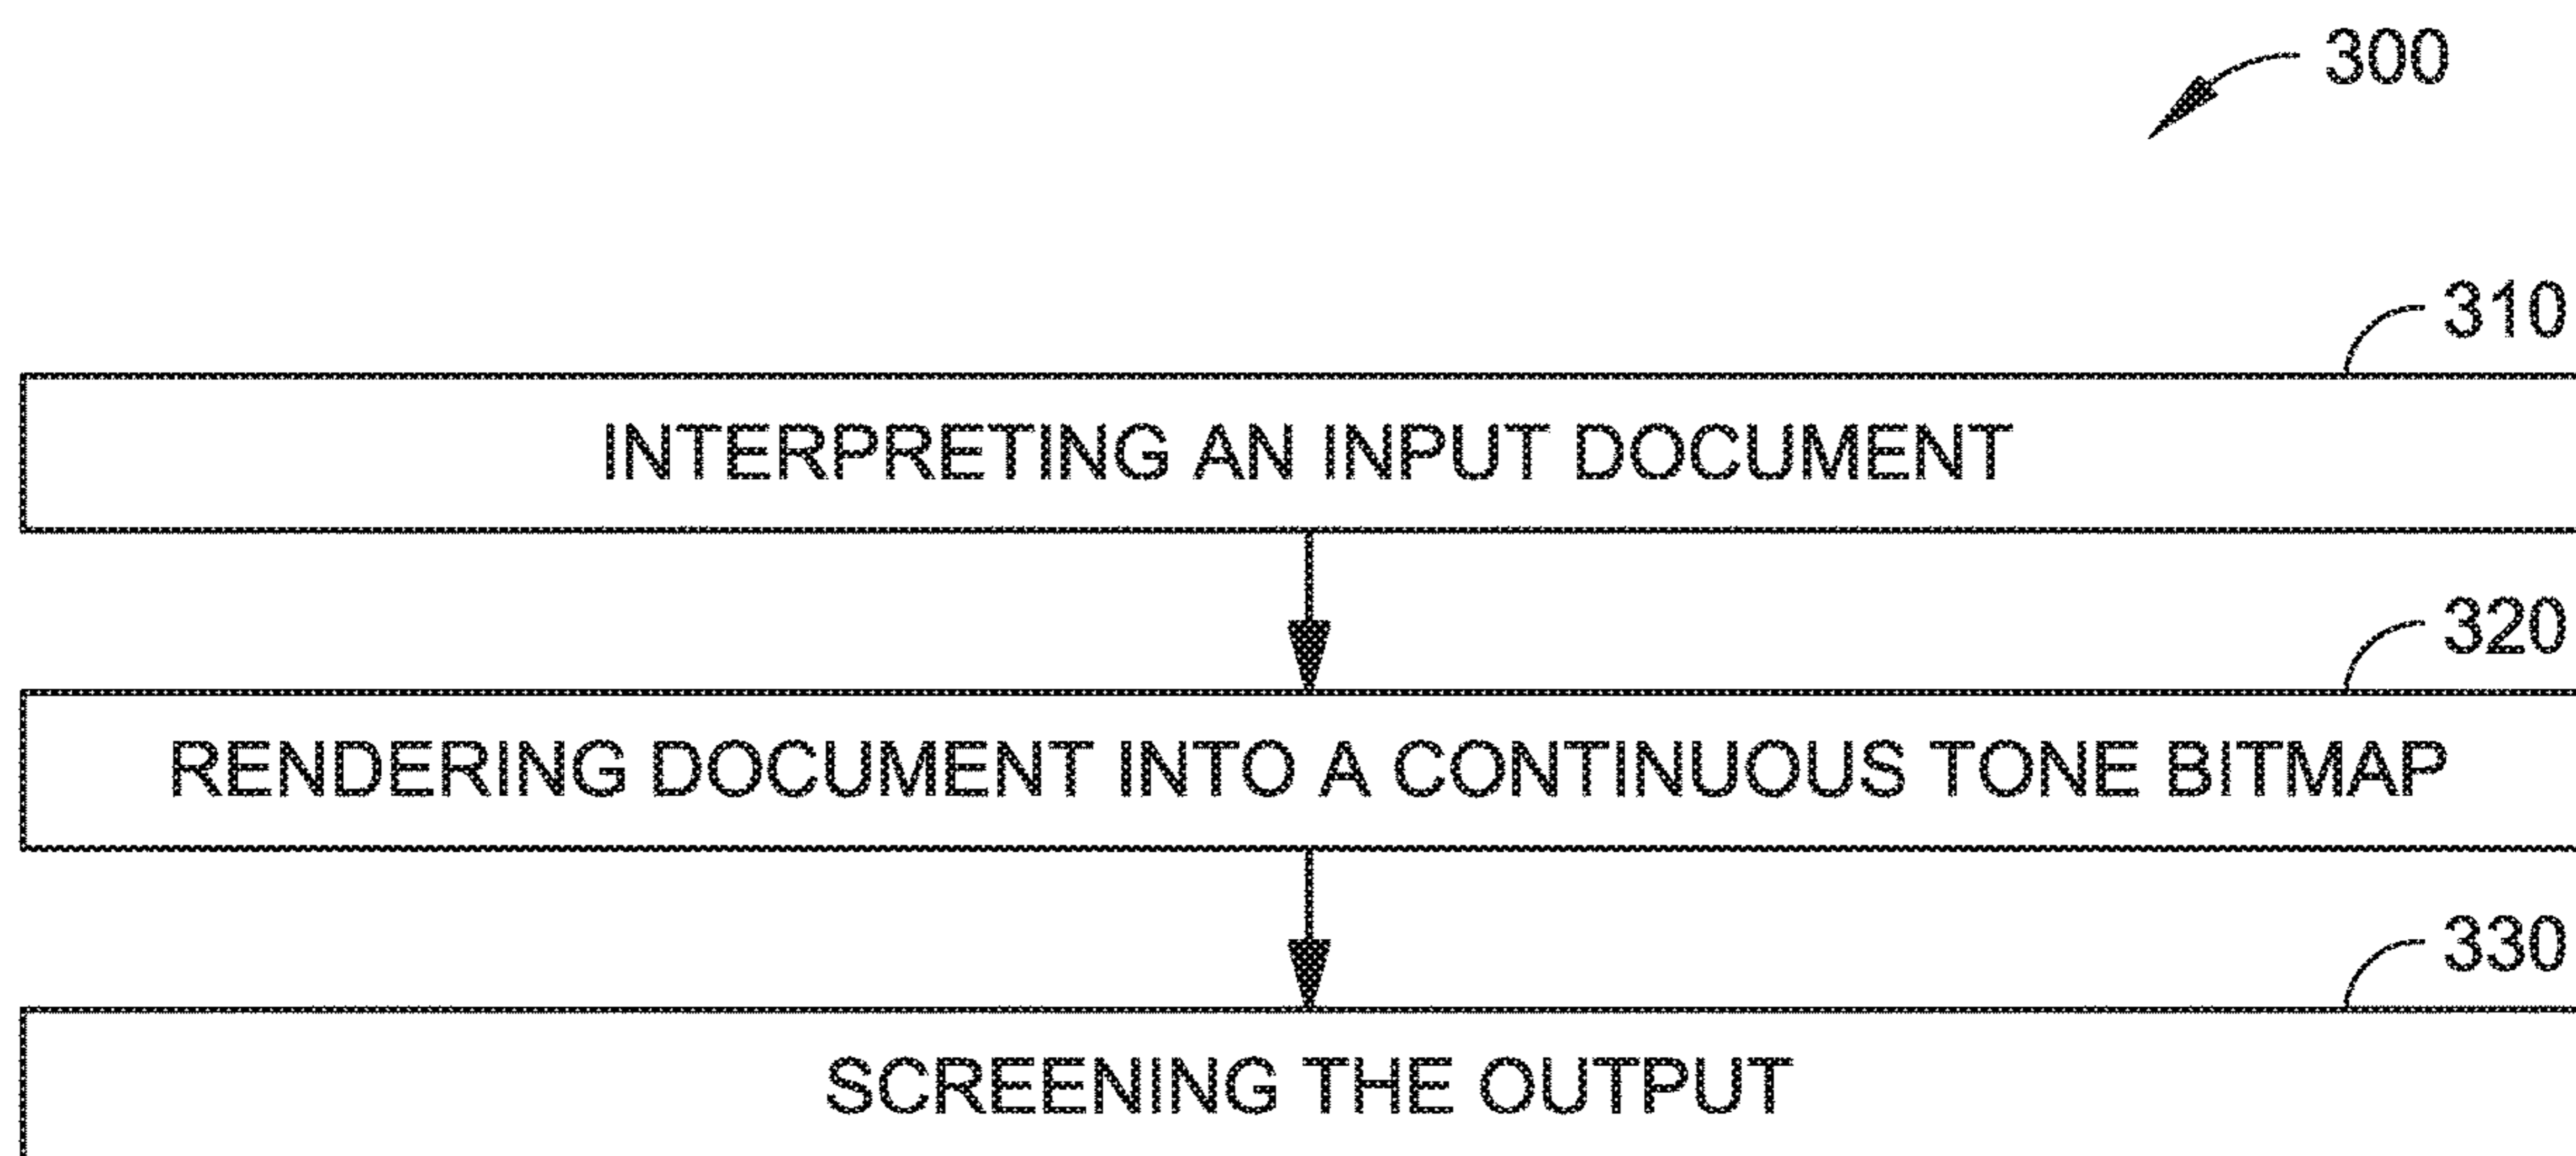 300
310
INTERPRETING AN INPUT DOCUMENT
320
RENDERING DOCUMENT INTO A CONTINUOUS TONE BITMAP
330
SCREENING THE OUTPUT